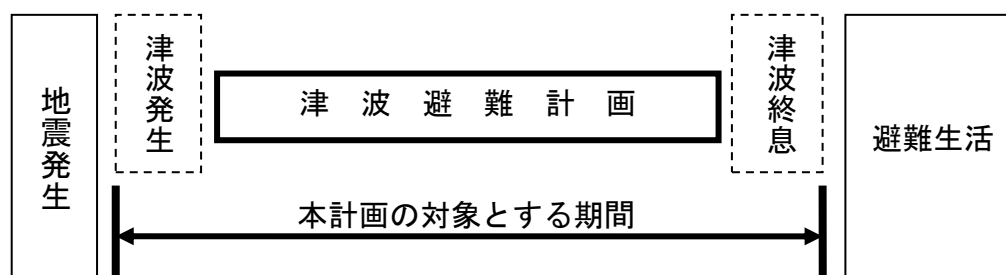 地震発生
津波発生
津波避難計画
津波終息
避難生活
本計画の対象とする期間